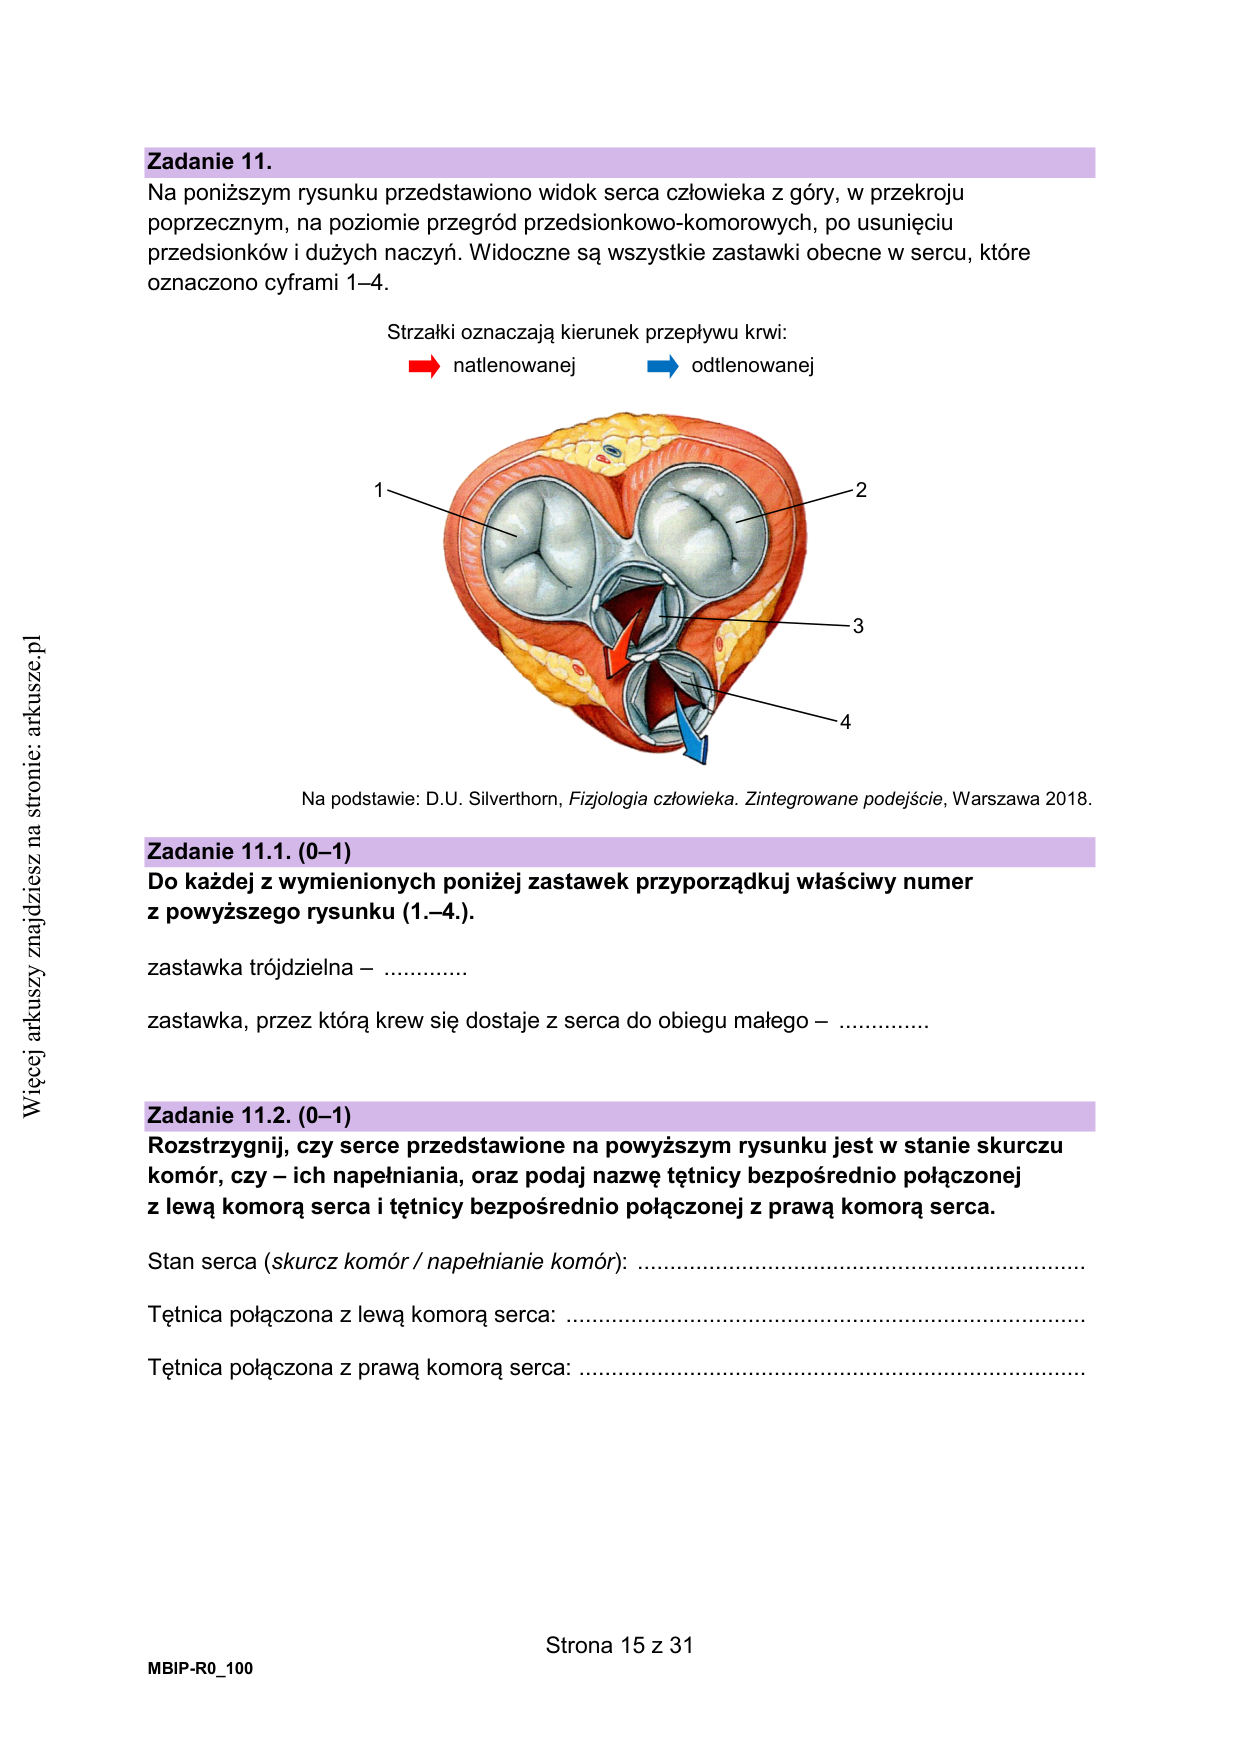 Zadanie 11.
Na poniższym rysunku przedstawiono widok serca człowieka z góry, w przekroju
poprzecznym, na poziomie przegród przedsionkowo-komorowych, po usunięciu
przedsionków i dużych naczyń. Widoczne są wszystkie zastawki obecne w sercu, które
oznaczono cyframi 1–4.
Strzałki oznaczają kierunek przepływu krwi:
natlenowanej odtlenowanej
1
2
3
4
Na podstawie: D.U. Silverthorn, Fizjologia człowieka. Zintegrowane podejście, Warszawa 2018.
Zadanie 11.1. (0–1)
Do każdej z wymienionych poniżej zastawek przyporządkuj właściwy numer
z powyższego rysunku (1.–4.).
zastawka trójdzielna – .............
zastawka, przez którą krew się dostaje z serca do obiegu małego – ..............
Zadanie 11.2. (0–1)
Rozstrzygnij, czy serce przedstawione na powyższym rysunku jest w stanie skurczu
komór, czy – ich napełniania, oraz podaj nazwę tętnicy bezpośrednio połączonej
z lewą komorą serca i tętnicy bezpośrednio połączonej z prawą komorą serca.
Stan serca (skurcz komór / napełnianie komór): .....................................................................
Tętnica połączona z lewą komorą serca: ................................................................................
Tętnica połączona z prawą komorą serca: ..............................................................................
Strona 15 z 31
MBIP-R0_100
Więcej arkuszy znajdziesz na stronie: arkusze.pl